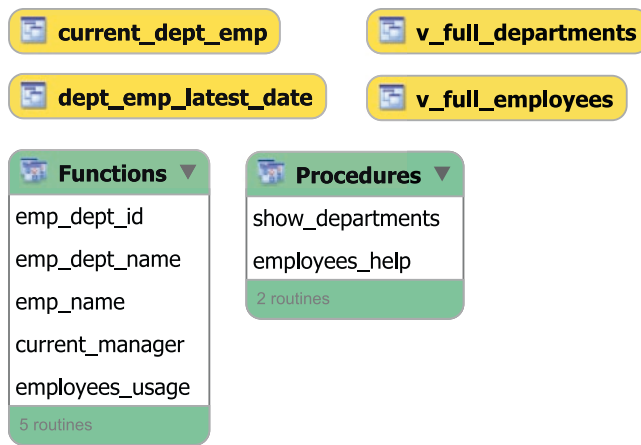 current_dept_emp
v_full_departments
dept_emp_latest_date
v_full_employees
Functions
emp_dept_id
emp_dept_name
emp_name
current_manager
employees_usage
5 routines
Procedures
show_departments
employees_help
2 routines